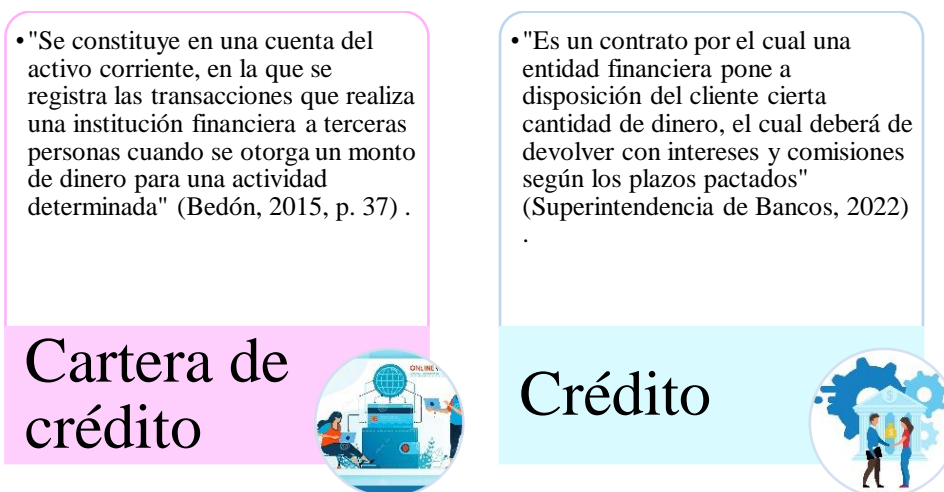 •"Se constituye en una cuenta del
activo corriente, en la que se
registra las transacciones que realiza
una institución financiera a terceras
personas cuando se otorga un monto
de dinero para una actividad
determinada" (Bedón, 2015, p. 37) .
Cartera de
crédito
ONLINE
•"Es un contrato por el cual una
entidad financiera pone a
disposición del cliente cierta
cantidad de dinero, el cual deberá de
devolver con intereses y comisiones
según los plazos pactados"
(Superintendencia de Bancos, 2022)
.
Crédito
$